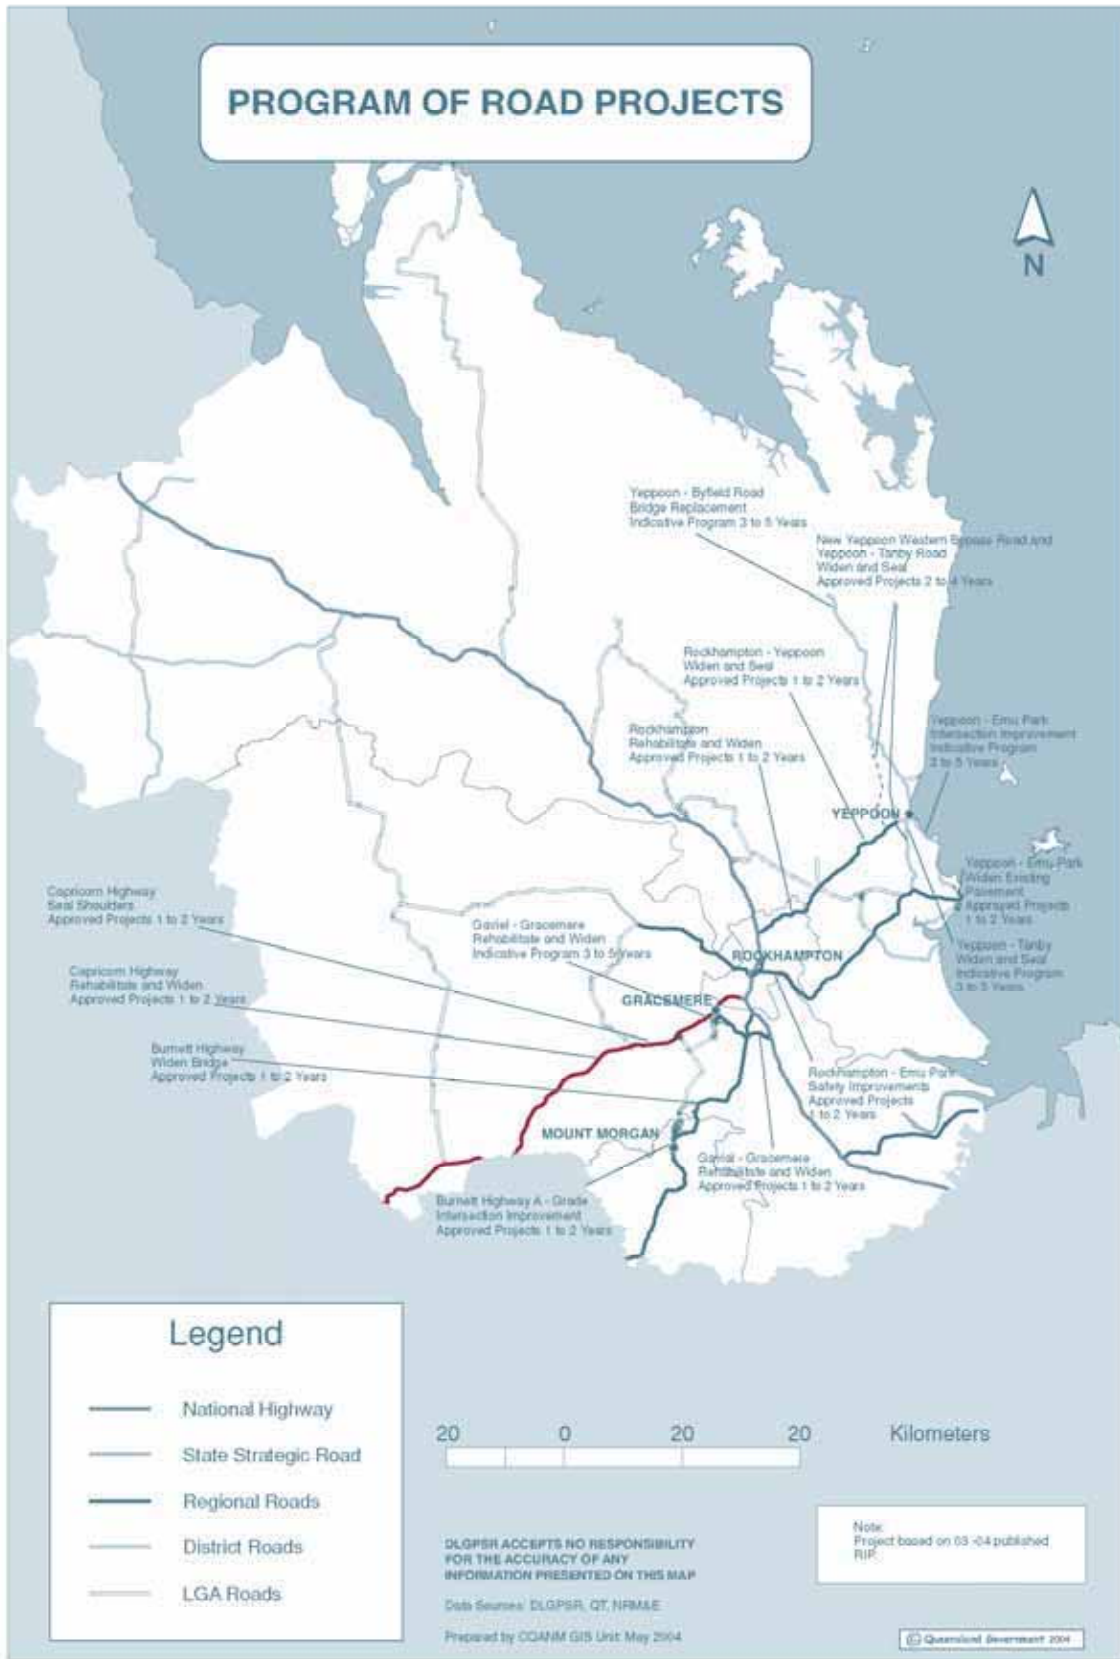 PROGRAM OF ROAD PROJECTS
N
Yeppoon - Byfield Road
Bridge Replacement
Indicative Program 3 to 5 Years
New Yeppoon Western Bypass Road and
Yeppoon - Tanby Road
Widen and Seal
Approved Projects 2 to 4 Years
Rockhampton - Yeppoon
Widen and Seal
Approved Projects 1 to 2 Years
Rockhampton
Rehabilitate and Widen
Approved Projects 1 to 2 Years
Yeppoon - Emu Park
Intersection Improvement
Indicative Program
3 to 5 Years
YEPPOON
Yeppoon - Emu Park
Widen Existing
Pavement
Approved Projects
1 to 2 Years
Capricorn Highway
Seal Shoulders
Approved Projects 1 to 2 Years
Gaviel - Gracemere
Rehabilitate and Widen
Indicative Program 3 to 5 Years
ROCKHAMPTON
Yeppoon - Tanby
Widen and Seal
Indicative Program
3 to 5 Years
Capricorn Highway
Rehabilitate and Widen
Approved Projects 1 to 2 Years
GRACEMERE
Burnett Highway
Widen Bridge
Approved Projects 1 to 2 Years
Rockhampton - Emu Park
Safety Improvements
Approved Projects
1 to 2 Years
MOUNT MORGAN
Gaviel - Gracemere
Rehabilitate and Widen
Approved Projects 1 to 2 Years
Burnett Highway A - Grade
Intersection Improvement
Approved Projects 1 to 2 Years
Legend
National Highway
State Strategic Road
Regional Roads
District Roads
LGA Roads
20 0 20 20 Kilometers
DLGPSR ACCEPTS NO RESPONSIBILITY
FOR THE ACCURACY OF ANY
INFORMATION PRESENTED ON THIS MAP
Data Sources: DLGPSR, QT, NRM&E
Prepared by CQANM GIS Unit May 2004
Note:
Project based on 03 -04 published
RIP.
© Queensland Government 2004